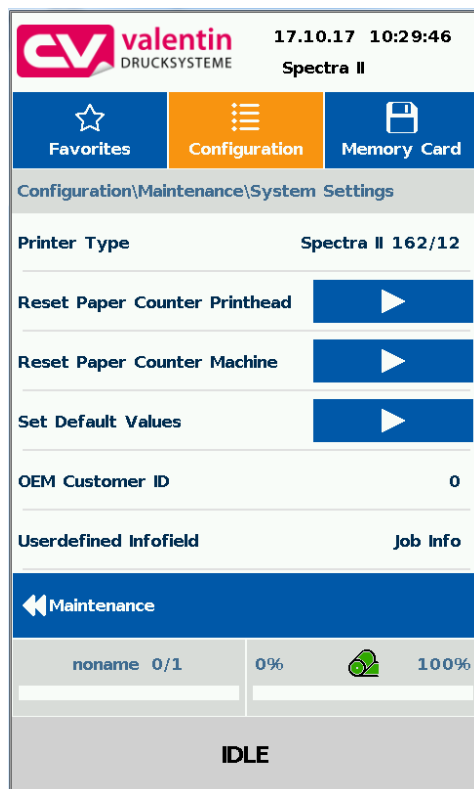 CV valentin
DRUCKSYSTEME
17.10.17 10:29:46
Spectra II
Favorites
Configuration
Memory Card
Configuration\Maintenance\System Settings
Printer Type Spectra II 162/12
Reset Paper Counter Printhead
Reset Paper Counter Machine
Set Default Values
OEM Customer ID 0
Userdefined Infofield Job Info
Maintenance
noname 0/1 0% 100%
IDLE